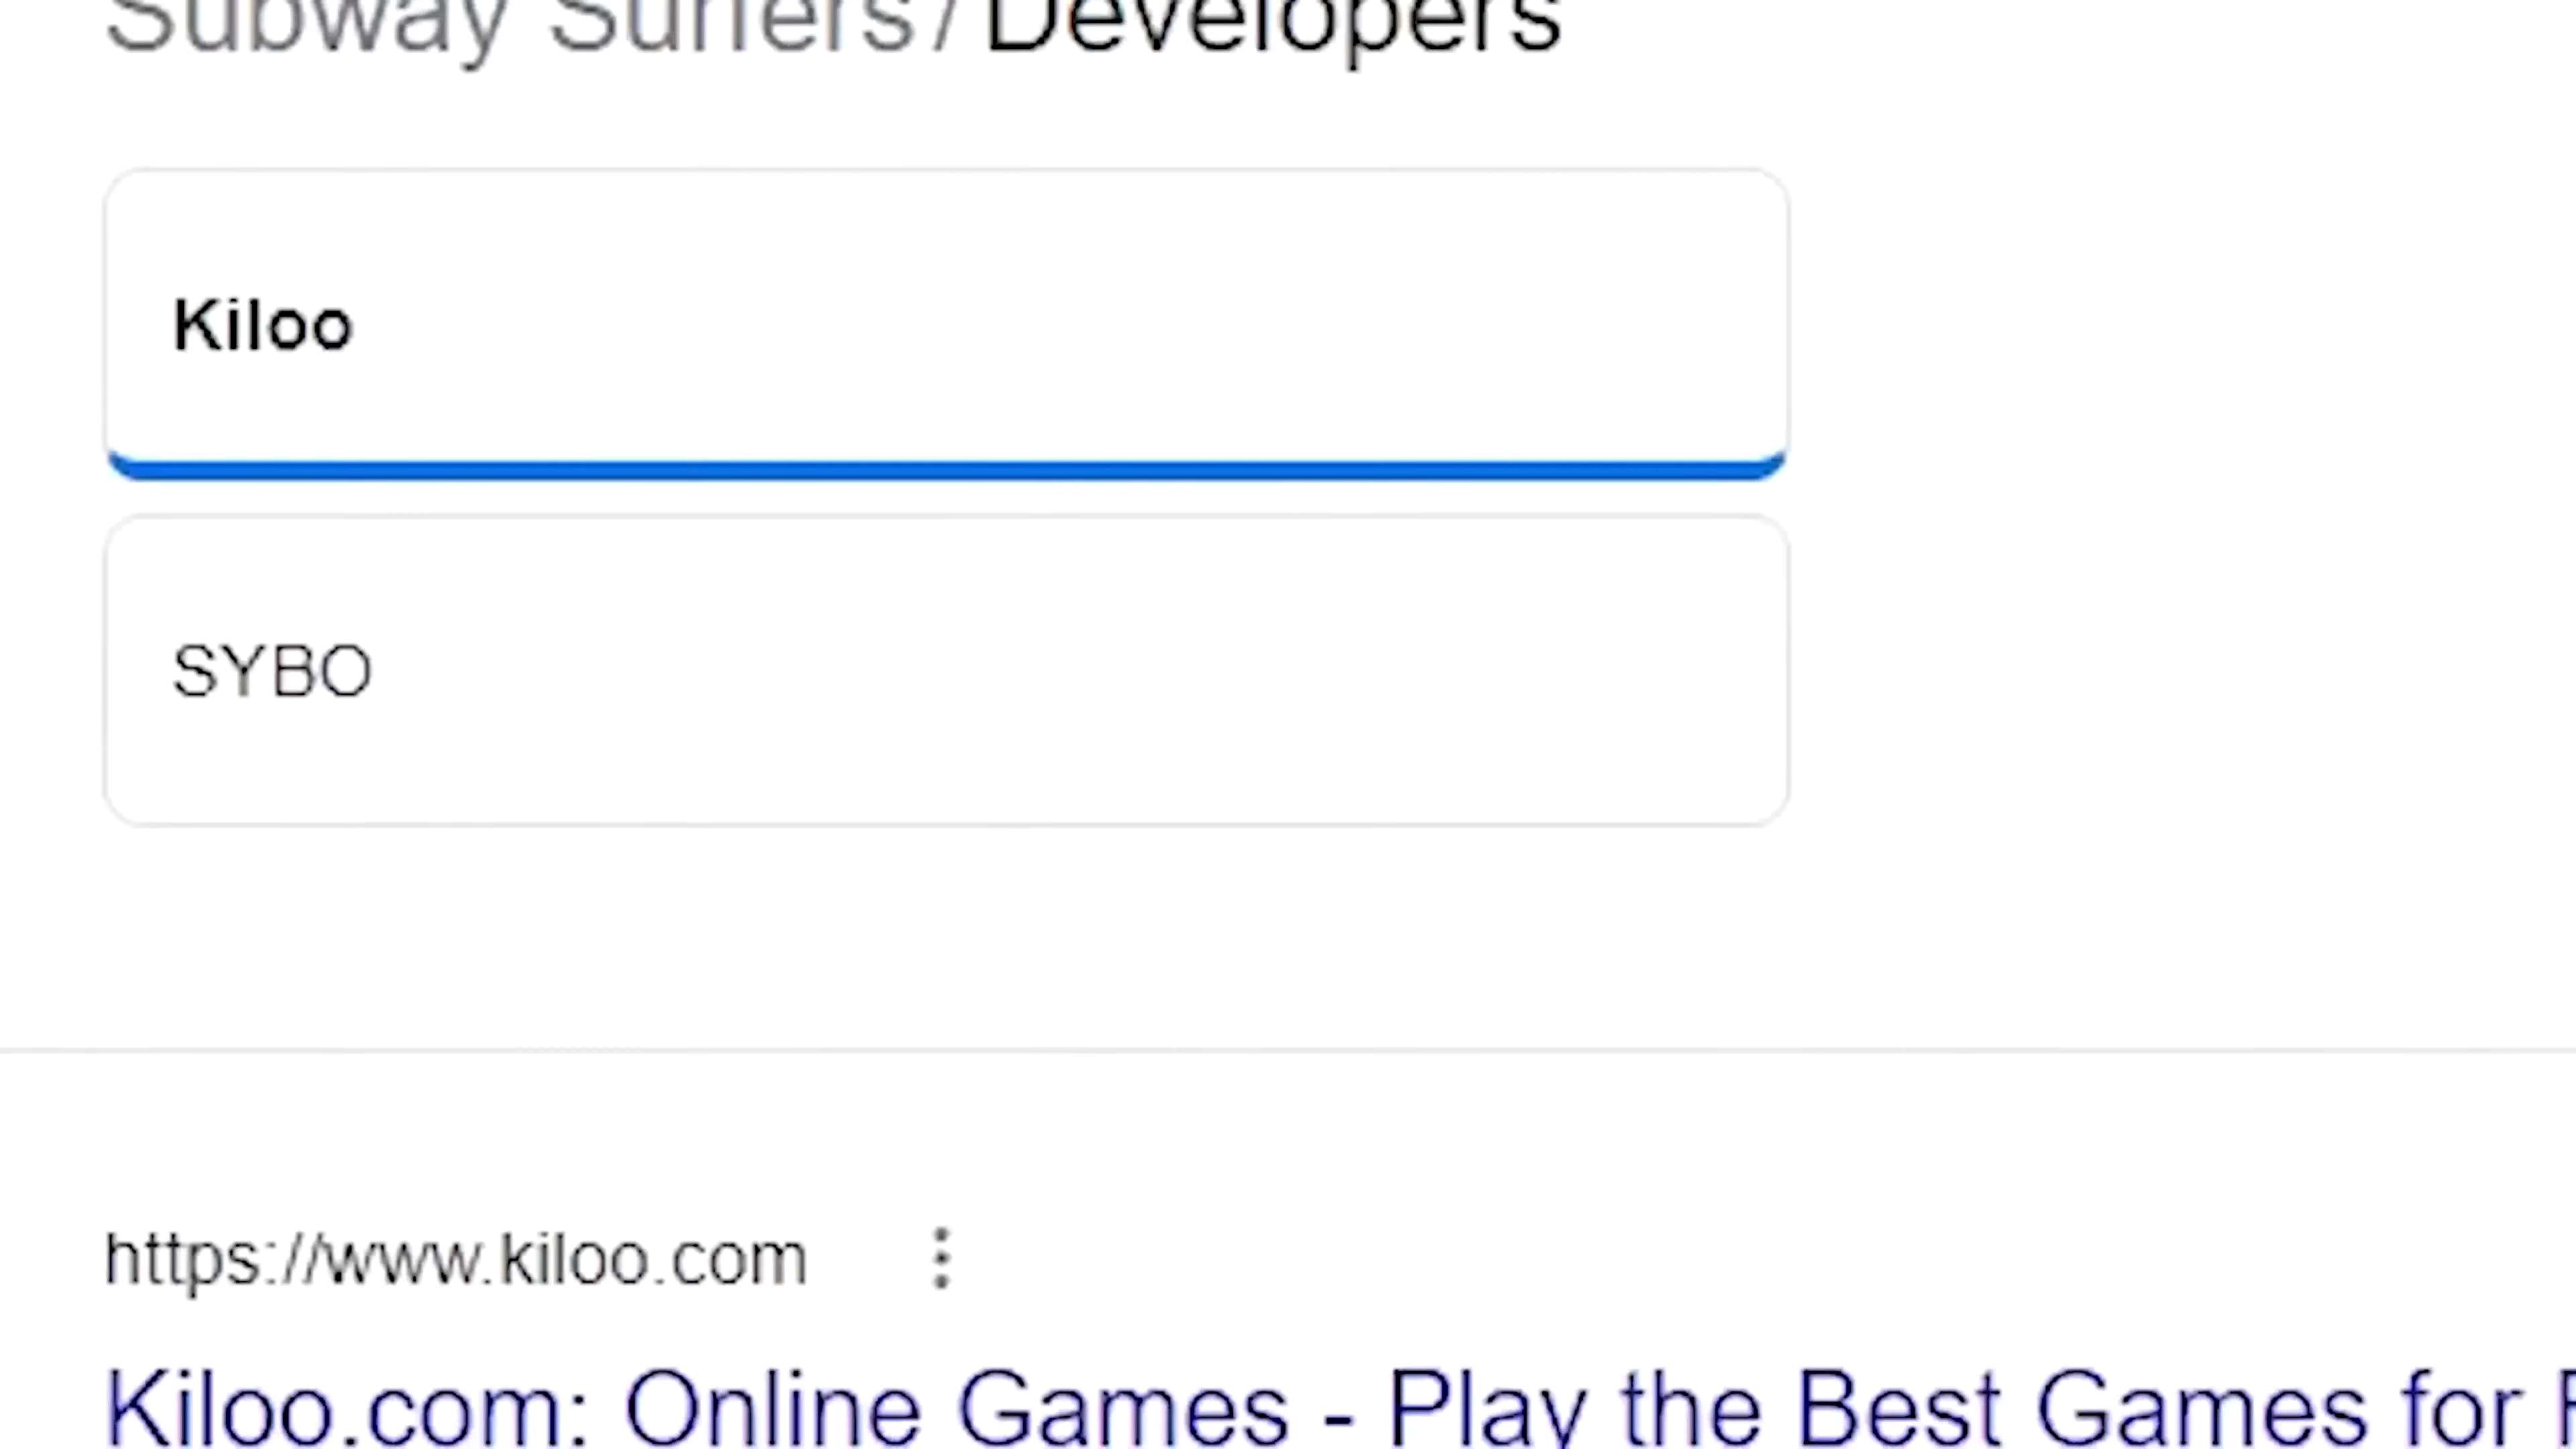 Subway Surfers / Developers
Kiloo
SYBO
https://www.kiloo.com
Kiloo.com: Online Games - Play the Best Games for